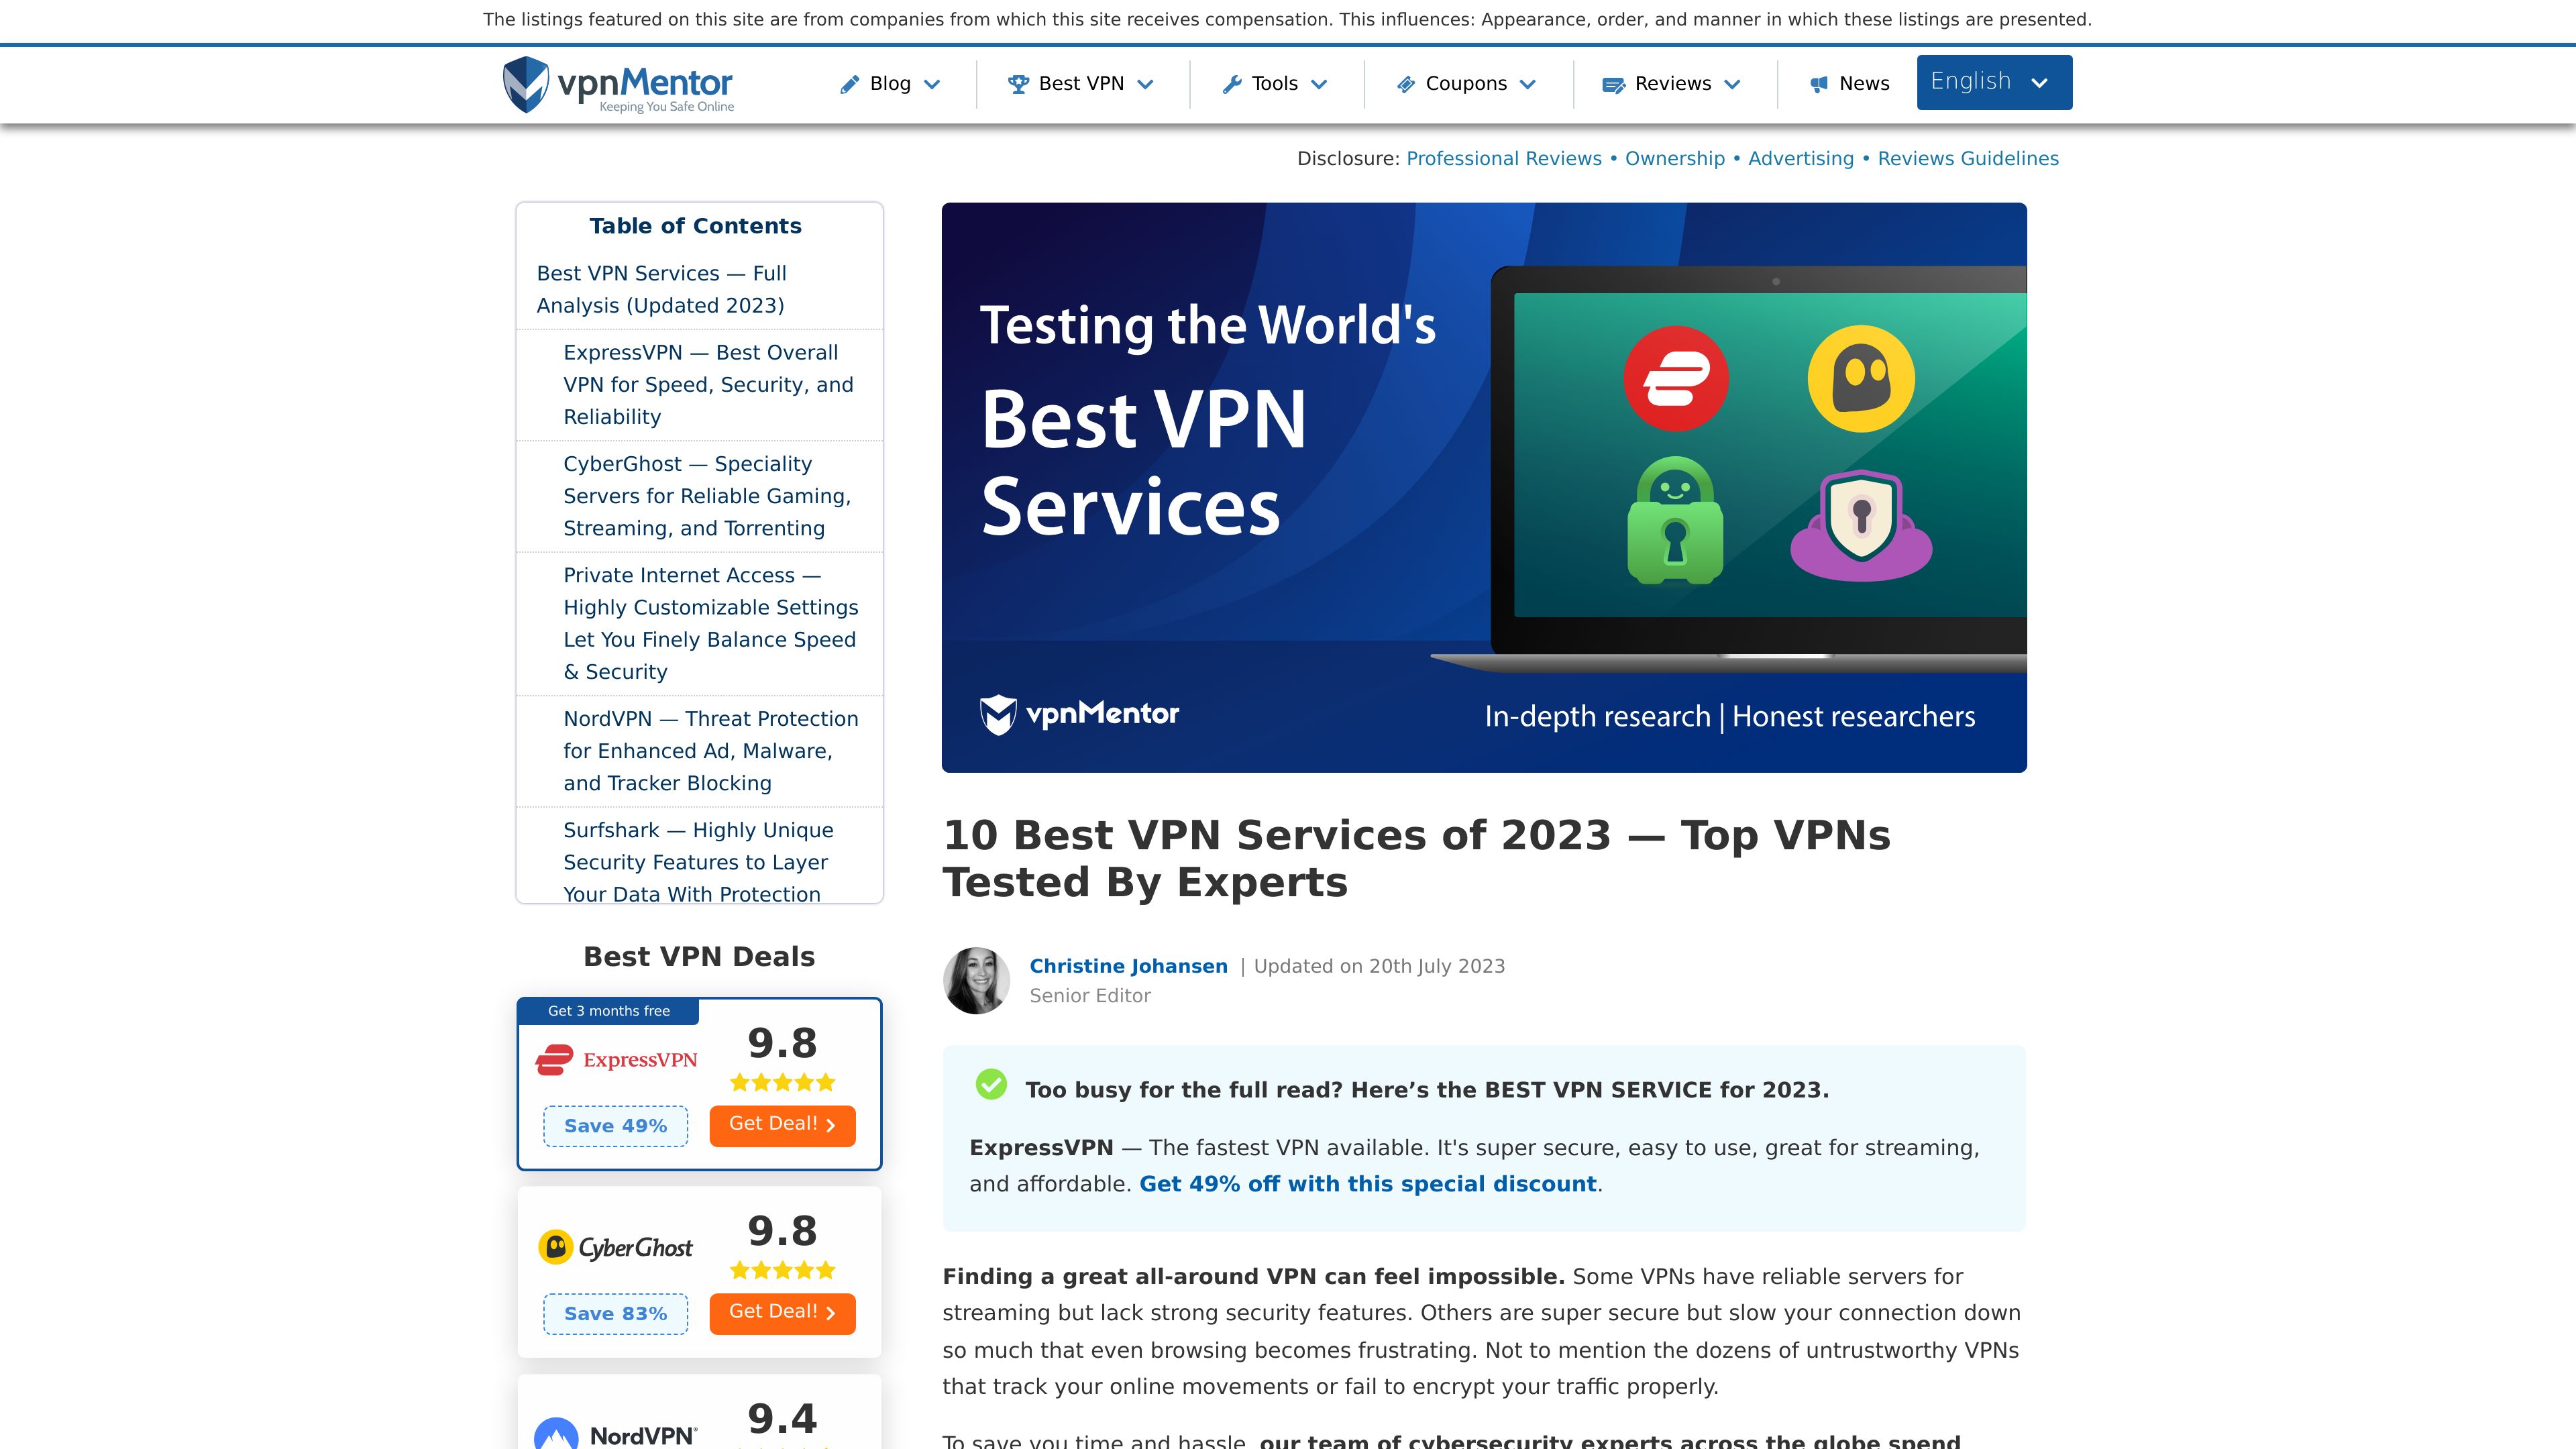 The listings featured on this site are from companies from which this site receives compensation. This influences: Appearance, order, and manner in which these listings are presented.
vpnMentor
Keeping You Safe Online
Blog
Best VPN
Tools
Coupons
Reviews
News
English
Disclosure: Professional Reviews • Ownership • Advertising • Reviews Guidelines
Table of Contents
Best VPN Services — Full
Analysis (Updated 2023)
ExpressVPN — Best Overall
VPN for Speed, Security, and
Reliability
CyberGhost — Speciality
Servers for Reliable Gaming,
Streaming, and Torrenting
Private Internet Access —
Highly Customizable Settings
Let You Finely Balance Speed
& Security
NordVPN — Threat Protection
for Enhanced Ad, Malware,
and Tracker Blocking
Surfshark — Highly Unique
Security Features to Layer
Your Data With Protection
Best VPN Deals
Get 3 months free
ExpressVPN
9.8
Save 49%
Get Deal!
CyberGhost
9.8
Save 83%
Get Deal!
NordVPN®
9.4
Testing the World's
Best VPN
Services
vpnMentor
In-depth research | Honest researchers
10 Best VPN Services of 2023 — Top VPNs
Tested By Experts
Christine Johansen | Updated on 20th July 2023
Senior Editor
Too busy for the full read? Here’s the BEST VPN SERVICE for 2023.
ExpressVPN — The fastest VPN available. It's super secure, easy to use, great for streaming,
and affordable. Get 49% off with this special discount.
Finding a great all-around VPN can feel impossible. Some VPNs have reliable servers for
streaming but lack strong security features. Others are super secure but slow your connection down
so much that even browsing becomes frustrating. Not to mention the dozens of untrustworthy VPNs
that track your online movements or fail to encrypt your traffic properly.
To save you time and hassle, our team of cybersecurity experts across the globe spend